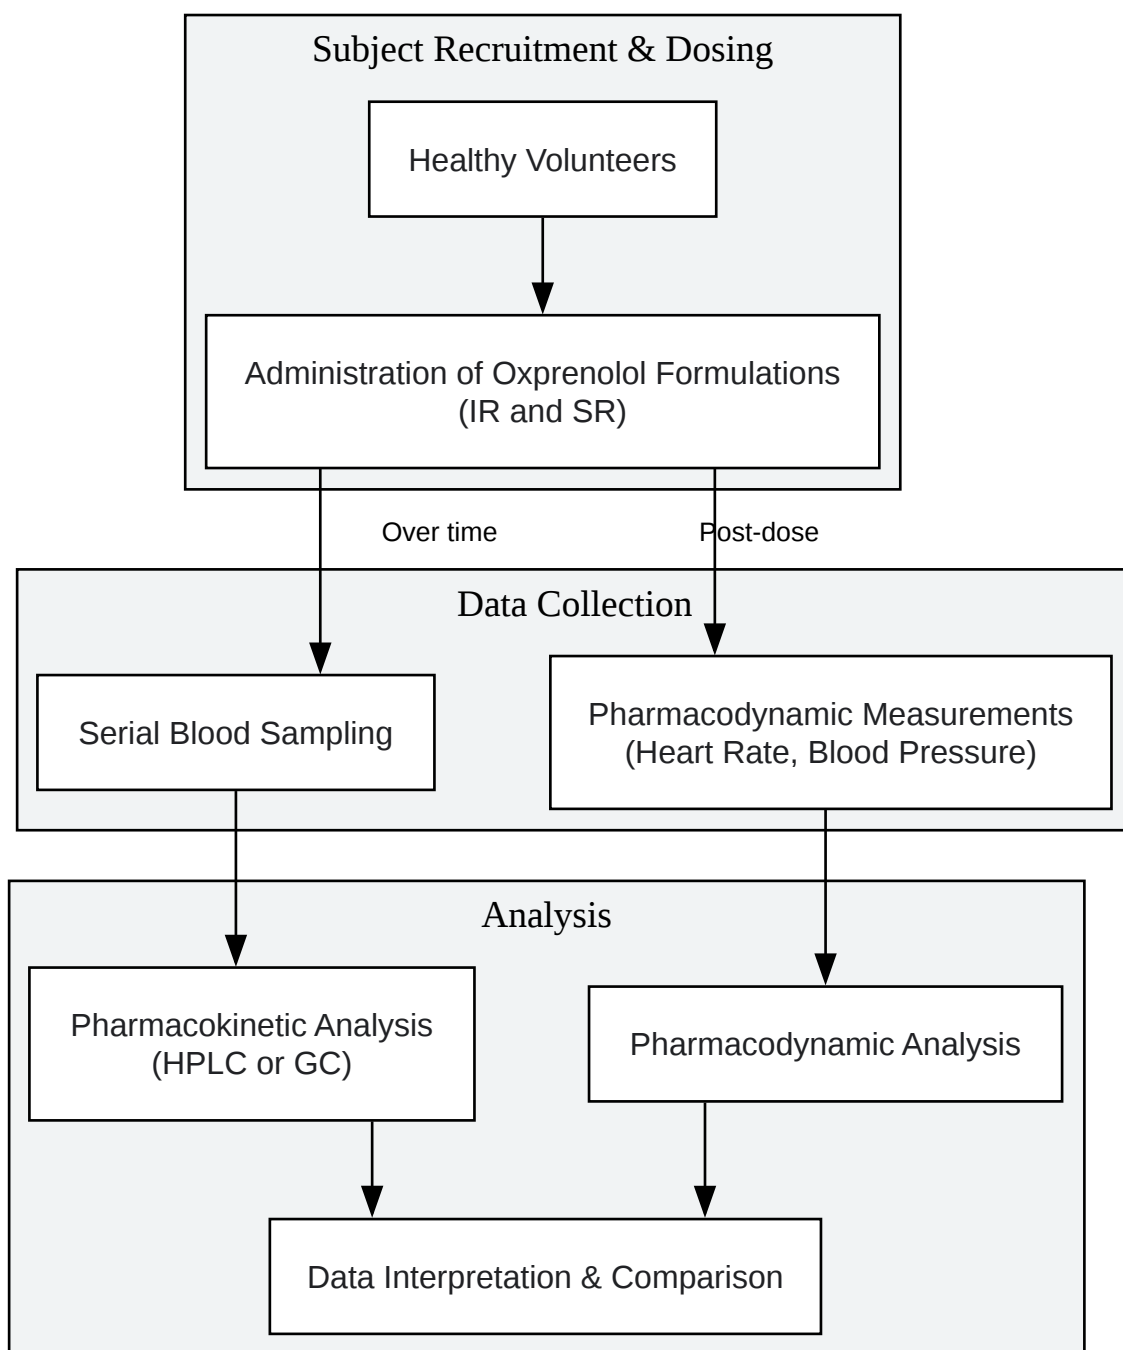 Subject Recruitment & Dosing
Healthy Volunteers
Administration of Oxprenolol Formulations
(IR and SR)
Over time
Post-dose
Data Collection
Serial Blood Sampling
Pharmacodynamic Measurements
(Heart Rate, Blood Pressure)
Analysis
Pharmacokinetic Analysis
(HPLC or GC)
Pharmacodynamic Analysis
Data Interpretation & Comparison